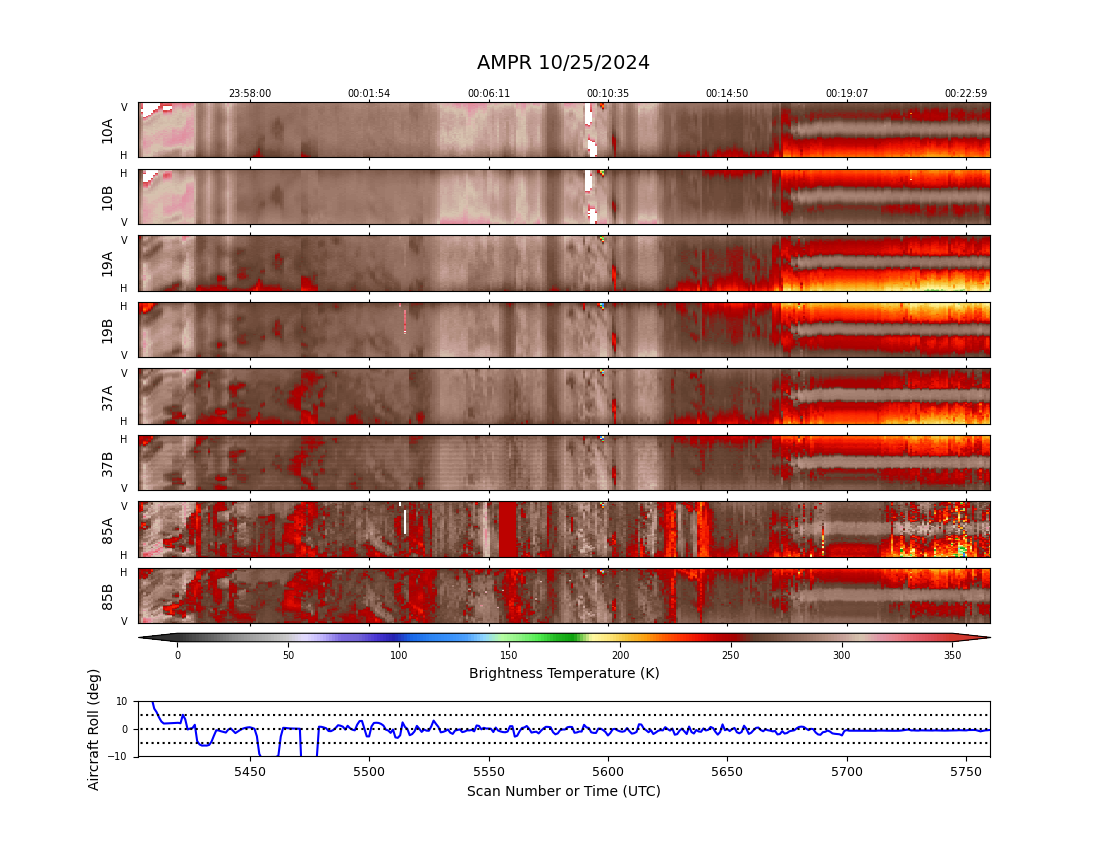 AMPR 10/25/2024
23:58:00 00:01:54 00:06:11 00:10:35 00:14:50 00:19:07 00:22:59
V
10A
H
H
10B
V
V
19A
H
H
19B
V
V
37A
H
H
37B
V
V
85A
H
H
85B
V
0 50 100 150 200 250 300 350
Brightness Temperature (K)
Aircraft Roll (deg)
10
0
−10
5450 5500 5550 5600 5650 5700 5750
Scan Number or Time (UTC)